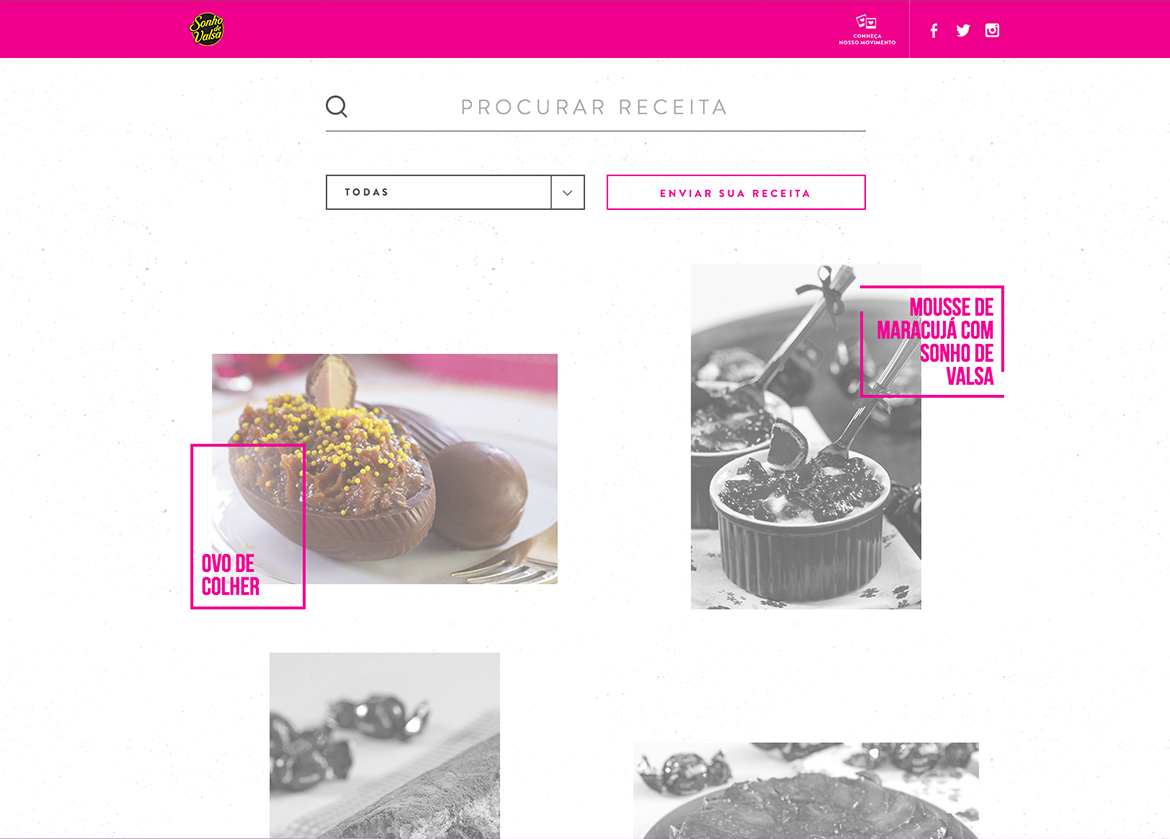 Sonho
de
Valsa
CONHEÇA
NOSSO MOVIMENTO
PROCURAR RECEITA
TODAS
ENVIAR SUA RECEITA
MOUSSE DE
MARACUJÁ COM
SONHO DE
VALSA
OVO DE
COLHER